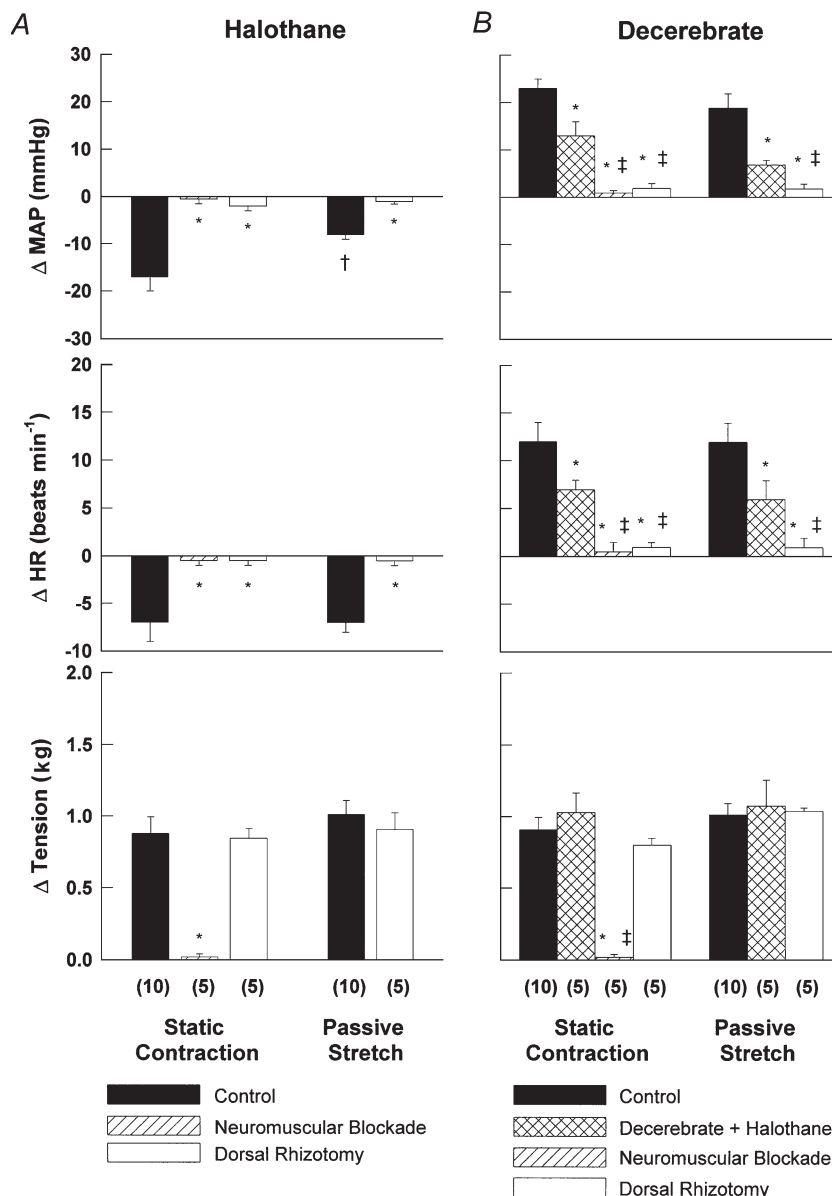 A
Halothane
B
Decerebrate
Δ MAP (mmHg)
30
20
10
0
-10
-20
-30
*
*
†
*
*
* ‡
* ‡
*
* ‡
Δ HR (beats min⁻¹)
20
15
10
5
0
-5
-10
*
*
*
*
* ‡
* ‡
*
* ‡
Δ Tension (kg)
2.0
1.5
1.0
0.5
0.0
*
* ‡
(10) (5) (5) (10) (5)
Static Contraction
Passive Stretch
(10) (5) (5) (5) (10) (5) (5)
Static Contraction
Passive Stretch
Control
Neuromuscular Blockade
Dorsal Rhizotomy
Control
Decerebrate + Halothane
Neuromuscular Blockade
Dorsal Rhizotomy